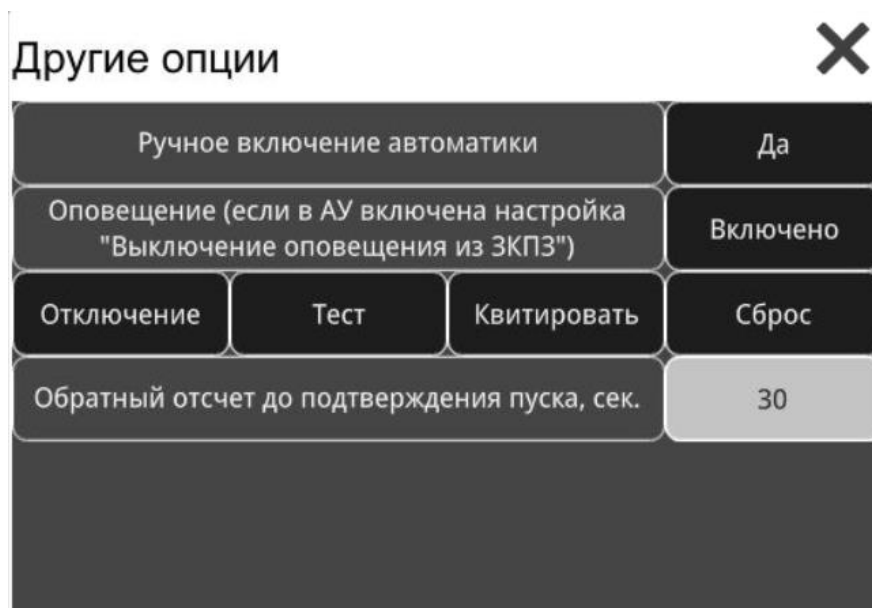 Другие опции
Ручное включение автоматики
Да
Оповещение (если в АУ включена настройка
"Выключение оповещения из ЗКПЗ")
Включено
Отключение
Тест
Квитировать
Сброс
Обратный отсчет до подтверждения пуска, сек.
30